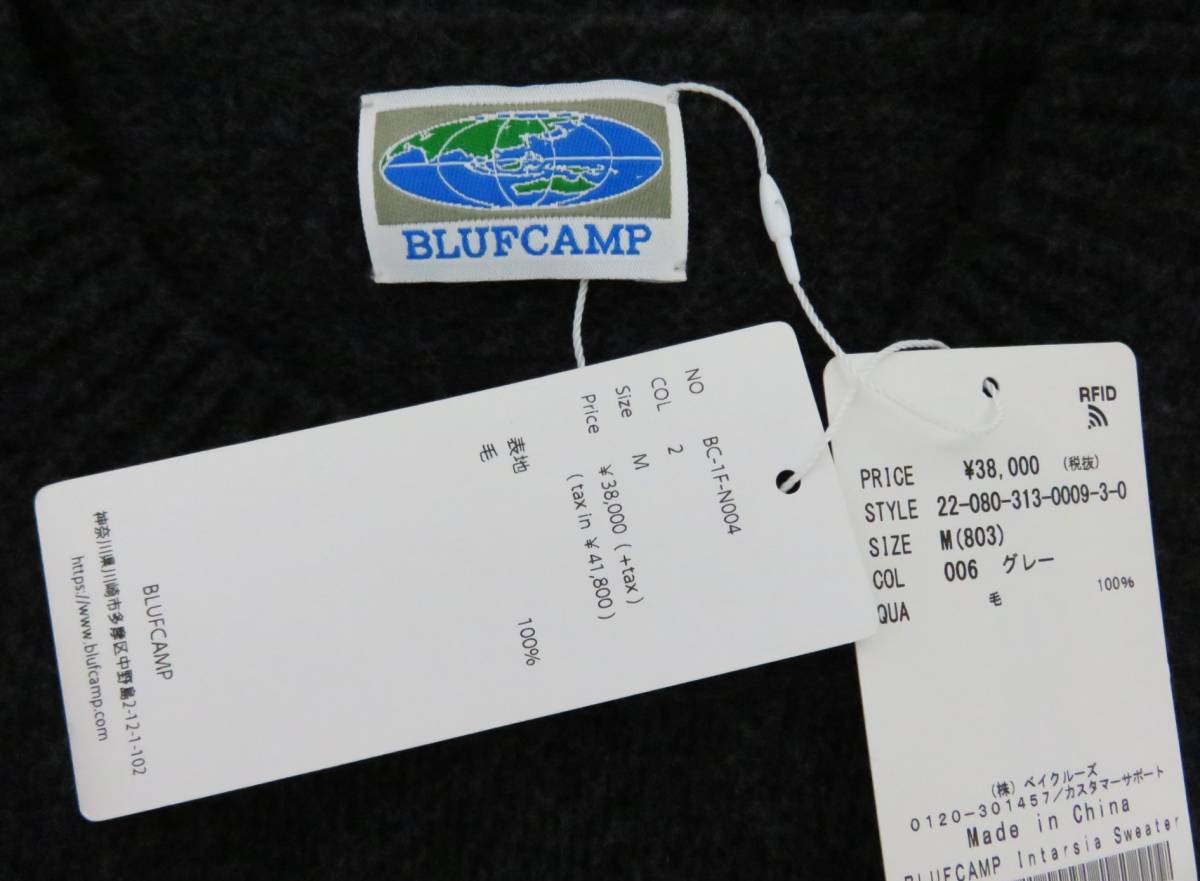 BLUFCAMP
NO BC-1F-N004
COL 2
Size M
Price ¥38,000 (+tax)
(tax in ¥41,800)
表地
毛 100%
BLUFCAMP
神奈川県川崎市多摩区中野島2-12-1-102
https://www.blufcamp.com
RFID
PRICE ¥38,000 (税抜)
STYLE 22-080-313-0009-3-0
SIZE M(803)
COL 006 グレー
QUA 毛 100%
(株) ベイクルーズ
0120-301457/カスタマーサポート
Made in China
BLUFCAMP Intarsia Sweater